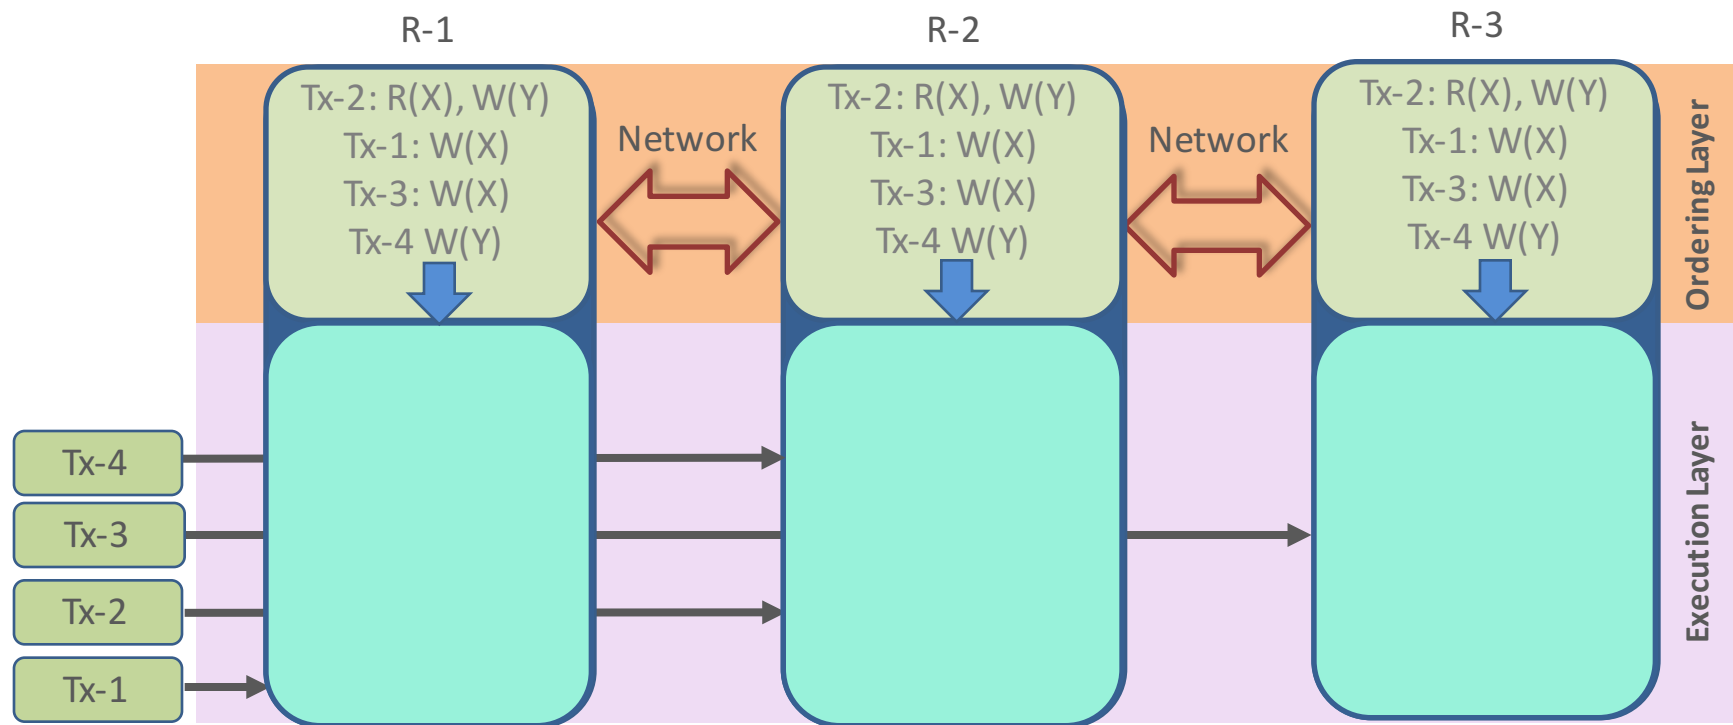 R-1
R-2
R-3
Tx-2: R(X), W(Y)
Tx-1: W(X)
Tx-3: W(X)
Tx-4 W(Y)
Network
Tx-2: R(X), W(Y)
Tx-1: W(X)
Tx-3: W(X)
Tx-4 W(Y)
Network
Tx-2: R(X), W(Y)
Tx-1: W(X)
Tx-3: W(X)
Tx-4 W(Y)
Ordering Layer
Tx-4
Tx-3
Tx-2
Tx-1
Execution Layer